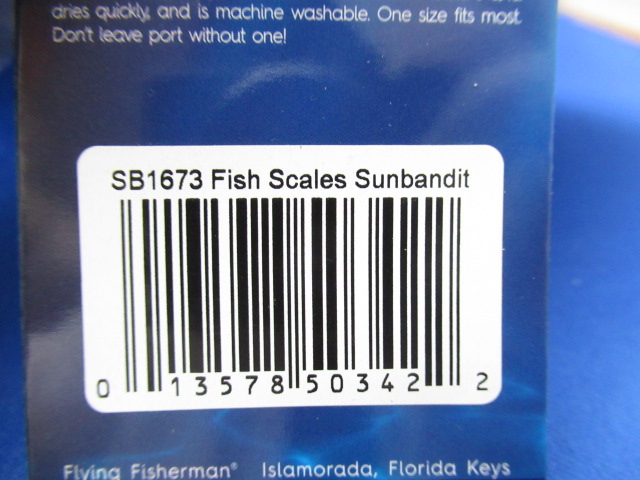 dries quickly, and is machine washable. One size fits most.
Don't leave port without one!
SB1673 Fish Scales Sunbandit
0 13578 50342 2
Flying Fisherman® Islamorada, Florida Keys